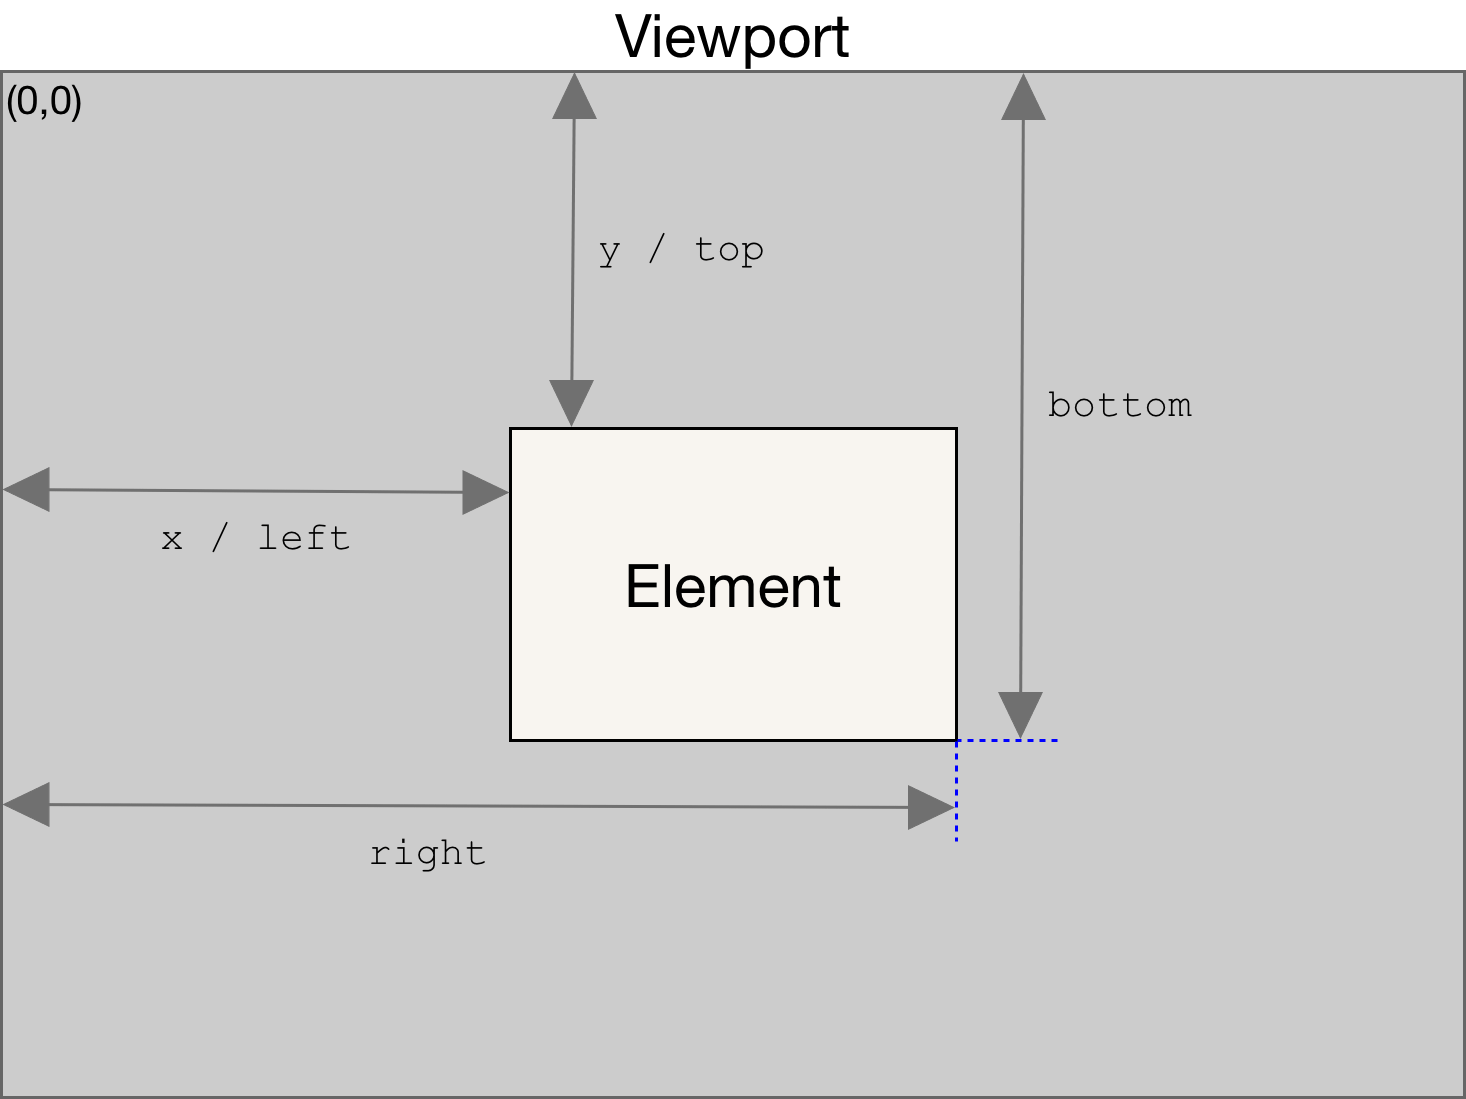 Viewport
(0,0)
y / top
bottom
x / left
Element
right